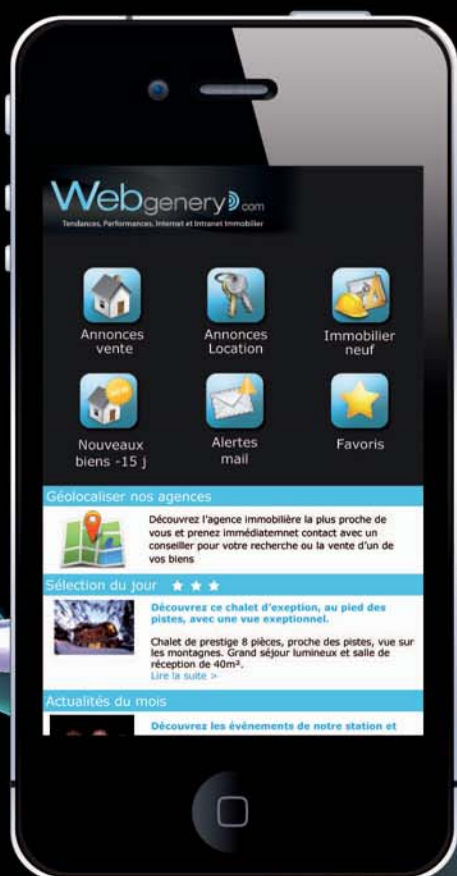 Webgenery.com
Tendances, Performances, Internet et Intranet Immobilier
Annonces
vente
Annonces
Location
Immobilier
neuf
Nouveaux
biens -15 j
Alertes
mail
Favoris
Géolocaliser nos agences
Découvrez l'agence immobilière la plus proche de
vous et prenez immédiatemnet contact avec un
conseiller pour votre recherche ou la vente d'un de
vos biens
Sélection du jour ★ ★ ★
Découvrez ce chalet d'exeption, au pied des
pistes, avec une vue exeptionnel.
Chalet de prestige 8 pièces, proche des pistes, vue sur
les montagnes. Grand séjour lumineux et salle de
réception de 40m².
Lire la suite >
Actualités du mois
Découvrez les évènements de notre station et